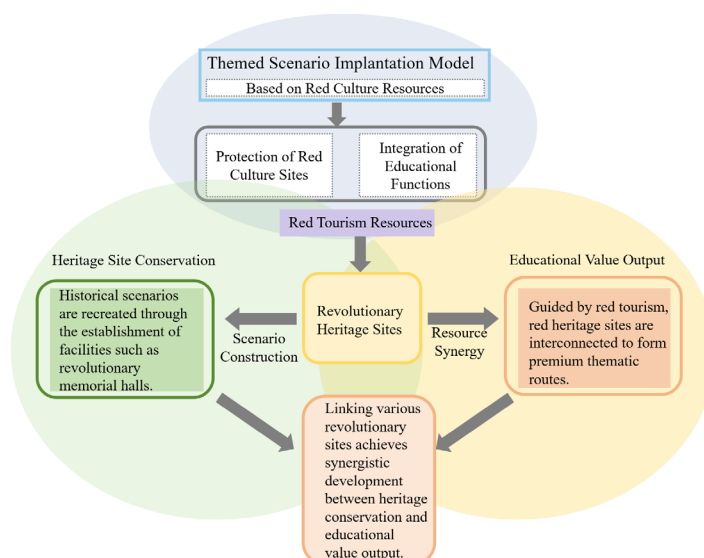 Themed Scenario Implantation Model
Based on Red Culture Resources
Protection of Red
Culture Sites
Integration of
Educational
Functions
Red Tourism Resources
Heritage Site Conservation
Historical scenarios
are recreated through
the establishment of
facilities such as
revolutionary
memorial halls.
Scenario
Construction
Revolutionary
Heritage Sites
Resource
Synergy
Educational Value Output
Guided by red tourism,
red heritage sites are
interconnected to form
premium thematic
routes.
Linking various
revolutionary
sites achieves
synergistic
development
between heritage
conservation and
educational
value output.